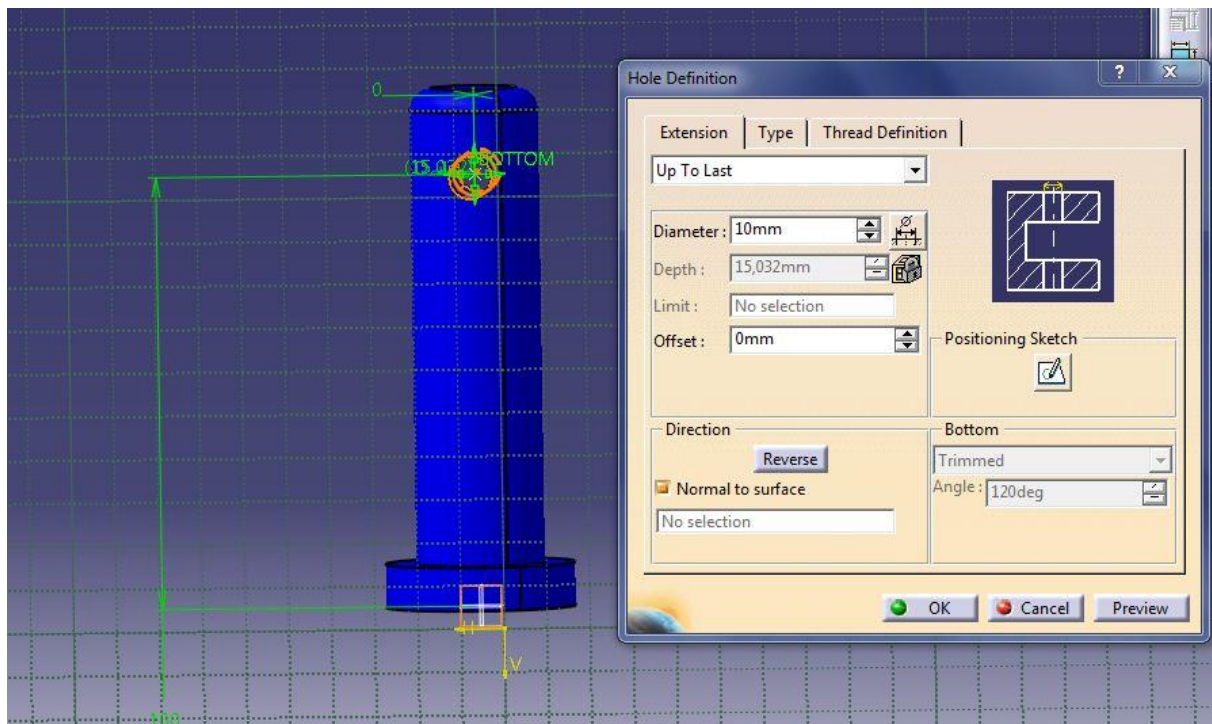 Hole Definition
?
X
Extension
Type
Thread Definition
Up To Last
Diameter : 10mm
Depth : 15,032mm
Limit : No selection
Offset : 0mm
Positioning Sketch
Direction
Reverse
Normal to surface
No selection
Bottom
Trimmed
Angle : 120deg
OK
Cancel
Preview
0
BOTTOM
H
V
100